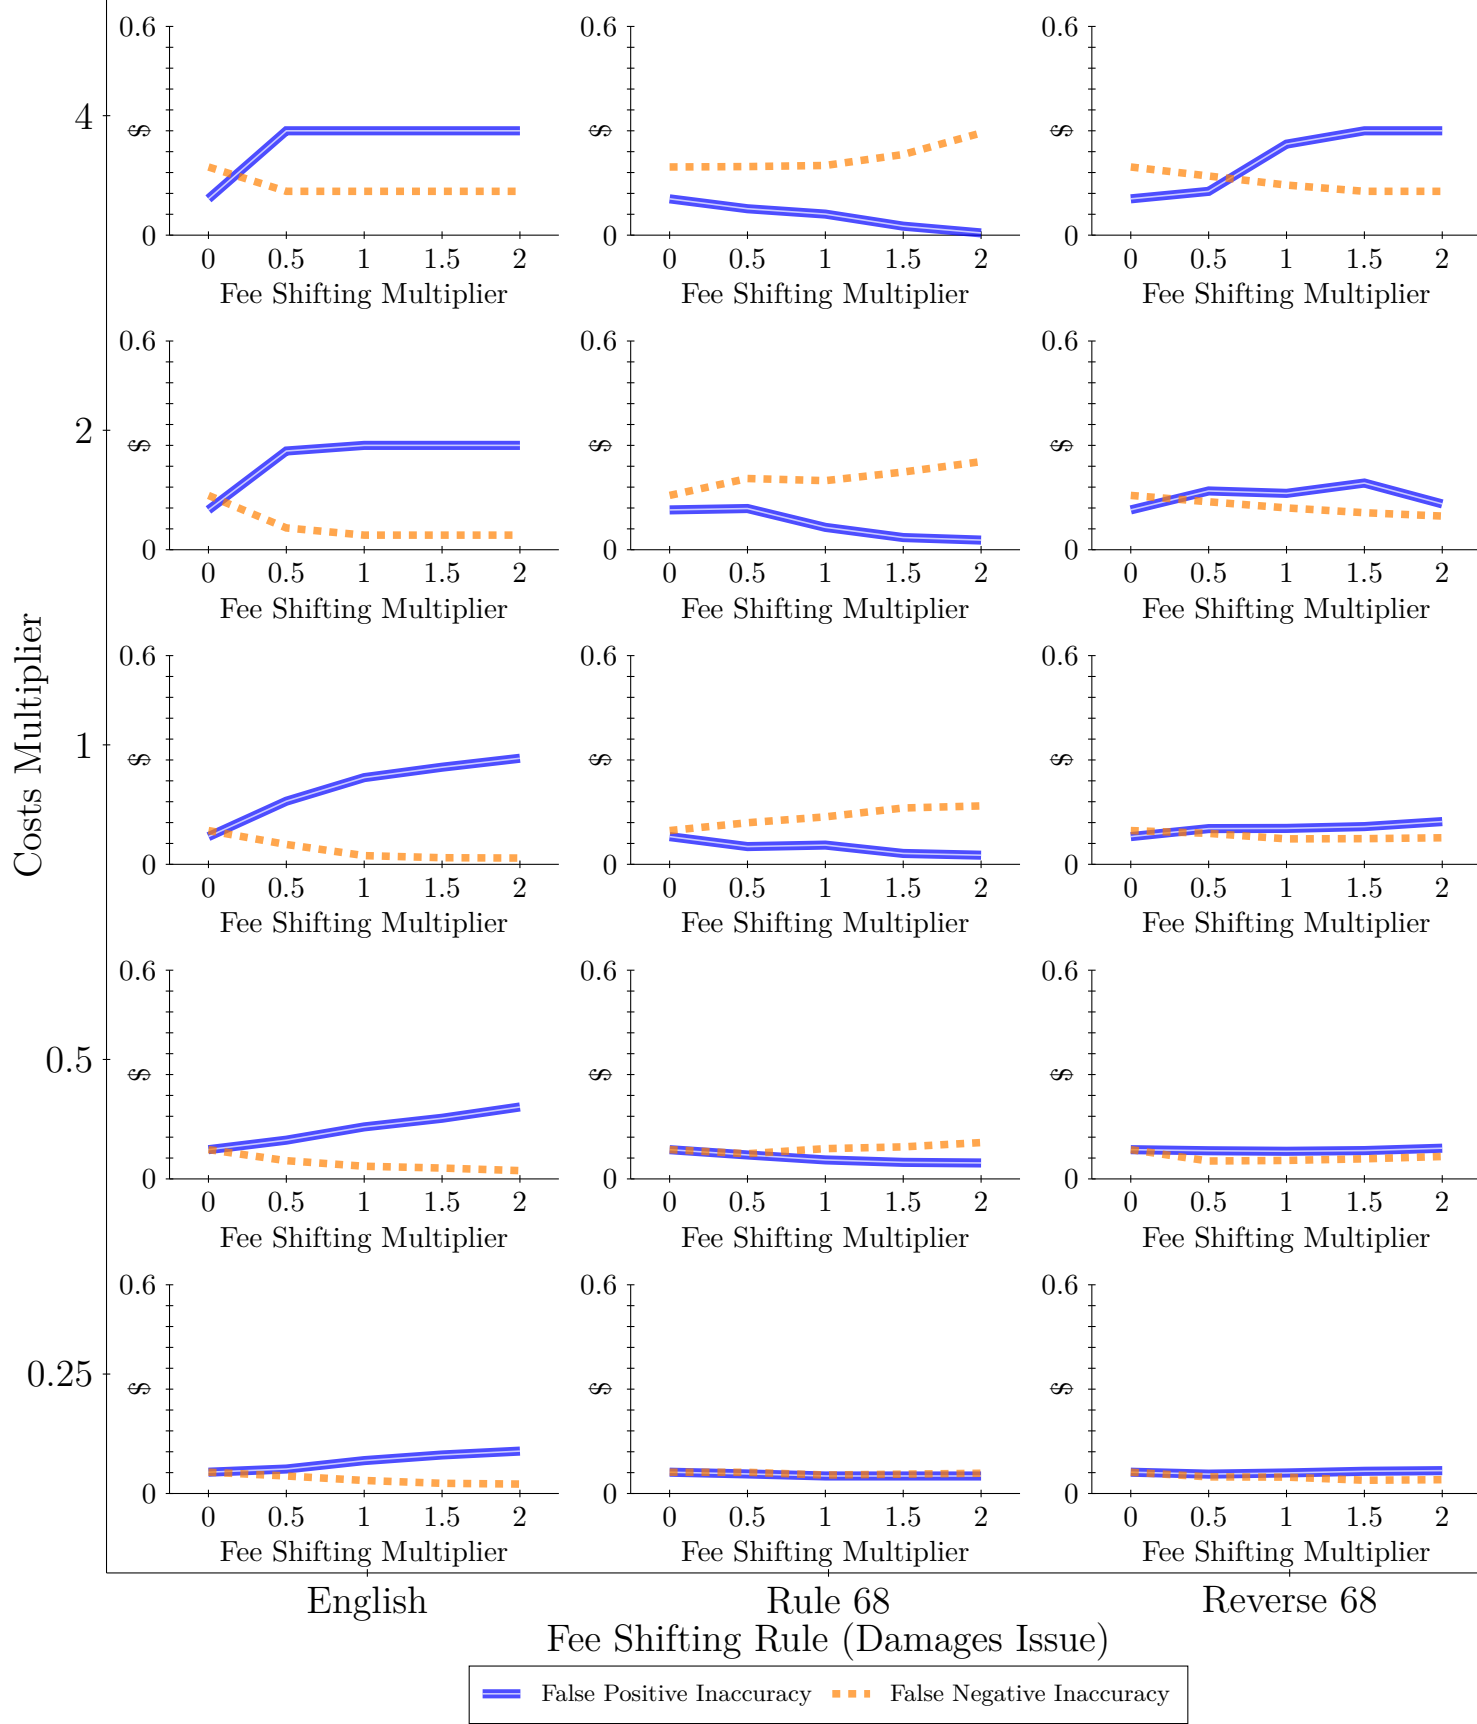 0.6
$
0
0 0.5 1 1.5 2
Fee Shifting Multiplier
0.6
$
0
0 0.5 1 1.5 2
Fee Shifting Multiplier
0.6
$
0
0 0.5 1 1.5 2
Fee Shifting Multiplier
4
0.6
$
0
0 0.5 1 1.5 2
Fee Shifting Multiplier
0.6
$
0
0 0.5 1 1.5 2
Fee Shifting Multiplier
0.6
$
0
0 0.5 1 1.5 2
Fee Shifting Multiplier
2
Costs Multiplier
0.6
$
0
0 0.5 1 1.5 2
Fee Shifting Multiplier
0.6
$
0
0 0.5 1 1.5 2
Fee Shifting Multiplier
0.6
$
0
0 0.5 1 1.5 2
Fee Shifting Multiplier
1
0.6
$
0
0 0.5 1 1.5 2
Fee Shifting Multiplier
0.6
$
0
0 0.5 1 1.5 2
Fee Shifting Multiplier
0.6
$
0
0 0.5 1 1.5 2
Fee Shifting Multiplier
0.5
0.6
$
0
0 0.5 1 1.5 2
Fee Shifting Multiplier
0.6
$
0
0 0.5 1 1.5 2
Fee Shifting Multiplier
0.6
$
0
0 0.5 1 1.5 2
Fee Shifting Multiplier
0.25
English Rule 68 Reverse 68
Fee Shifting Rule (Damages Issue)
False Positive Inaccuracy False Negative Inaccuracy